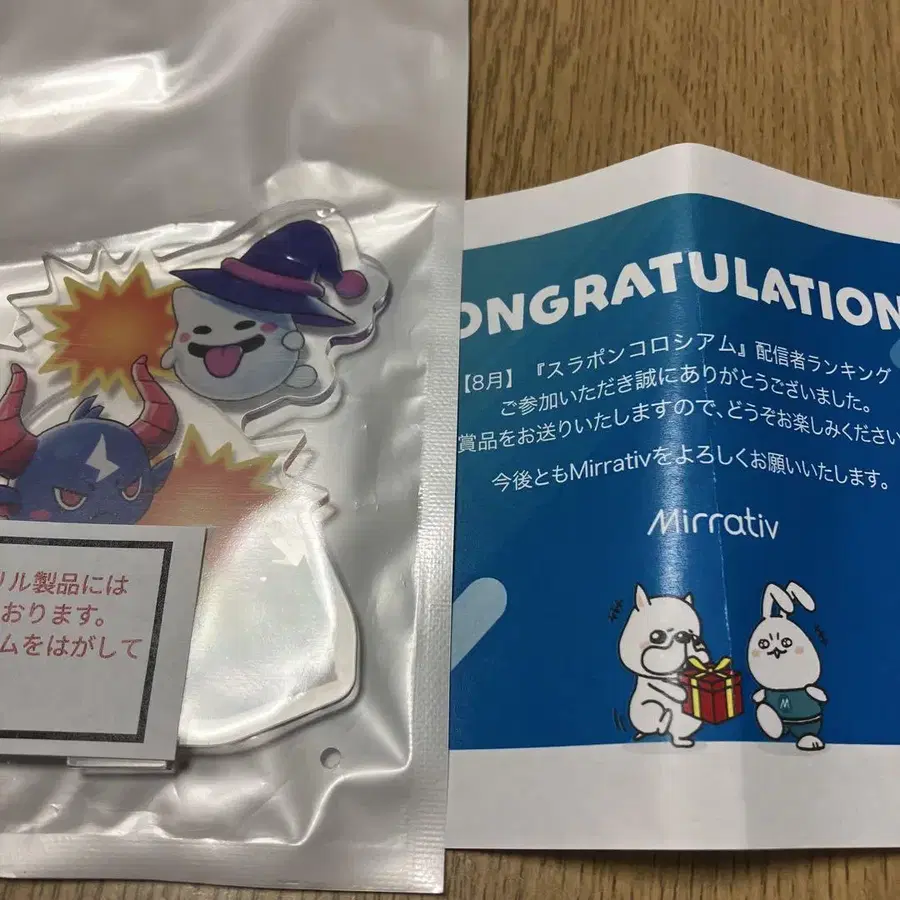 リル製品には
おります。
ムをはがして
ONGRATULATION
【8月】『スラポンコロシアム』配信者ランキング
ご参加いただき誠にありがとうございました。
賞品をお送りいたしますので、どうぞお楽しみください
今後ともMirrativをよろしくお願いいたします。
Mirrativ
M